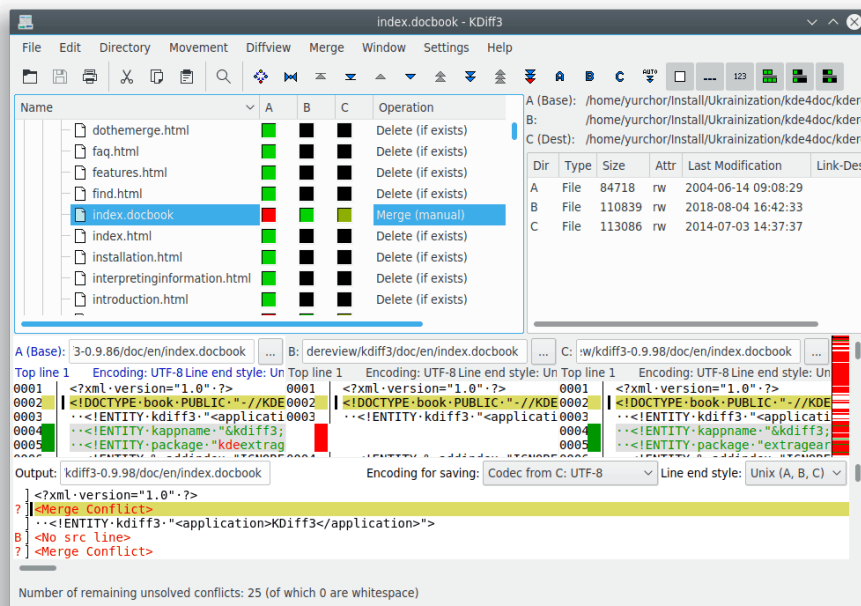 index.docbook - KDiff3
File Edit Directory Movement Diffview Merge Window Settings Help
A B C AUTO 123
Name A B C Operation
dothemerge.html Delete (if exists)
faq.html Delete (if exists)
features.html Delete (if exists)
find.html Delete (if exists)
index.docbook Merge (manual)
index.html Delete (if exists)
installation.html Delete (if exists)
interpretinginformation.html Delete (if exists)
introduction.html Delete (if exists)
A (Base): /home/yurchor/Install/Ukrainization/kde4doc/kdere
B: /home/yurchor/Install/Ukrainization/kde4doc/kdere
C (Dest): /home/yurchor/Install/Ukrainization/kde4doc/kdere
Dir Type Size Attr Last Modification Link-Des
A File 84718 rw 2004-06-14 09:08:29
B File 110839 rw 2018-08-04 16:42:33
C File 113086 rw 2014-07-03 14:37:37
A (Base): 3-0.9.86/doc/en/index.docbook ... B: dereview/kdiff3/doc/en/index.docbook ... C: :w/kdiff3-0.9.98/doc/en/index.docbook ...
Top line 1 Encoding: UTF-8 Line end style: Un Top line 1 Encoding: UTF-8 Line end style: Un Top line 1 Encoding: UTF-8 Line end style: Un
0001 <?xml·version="1.0"·?> 0001 <?xml·version="1.0"·?> 0001 <?xml·version="1.0"·?>
0002 <!DOCTYPE·book·PUBLIC·"-//KDE 0002 <!DOCTYPE·book·PUBLIC·"-//KDE 0002 <!DOCTYPE·book·PUBLIC·"-//KDE
0003 ··<!ENTITY·kdiff3·"<applicati 0003 ··<!ENTITY·kdiff3·"<applicati 0003 ··<!ENTITY·kdiff3·"<applicati
0004 ··<!ENTITY·kappname·"&kdiff3; 0004 ··<!ENTITY·kappname·"&kdiff3;
0005 ··<!ENTITY·package·"kdeextrag 0005 ··<!ENTITY·package·"extragear
Output: 'kdiff3-0.9.98/doc/en/index.docbook Encoding for saving: Codec from C: UTF-8 Line end style: Unix (A, B, C)
<?xml·version="1.0"·?>
? <Merge Conflict>
··<!ENTITY·kdiff3·"<application>KDiff3</application>">
B <No src line>
? <Merge Conflict>
Number of remaining unsolved conflicts: 25 (of which 0 are whitespace)